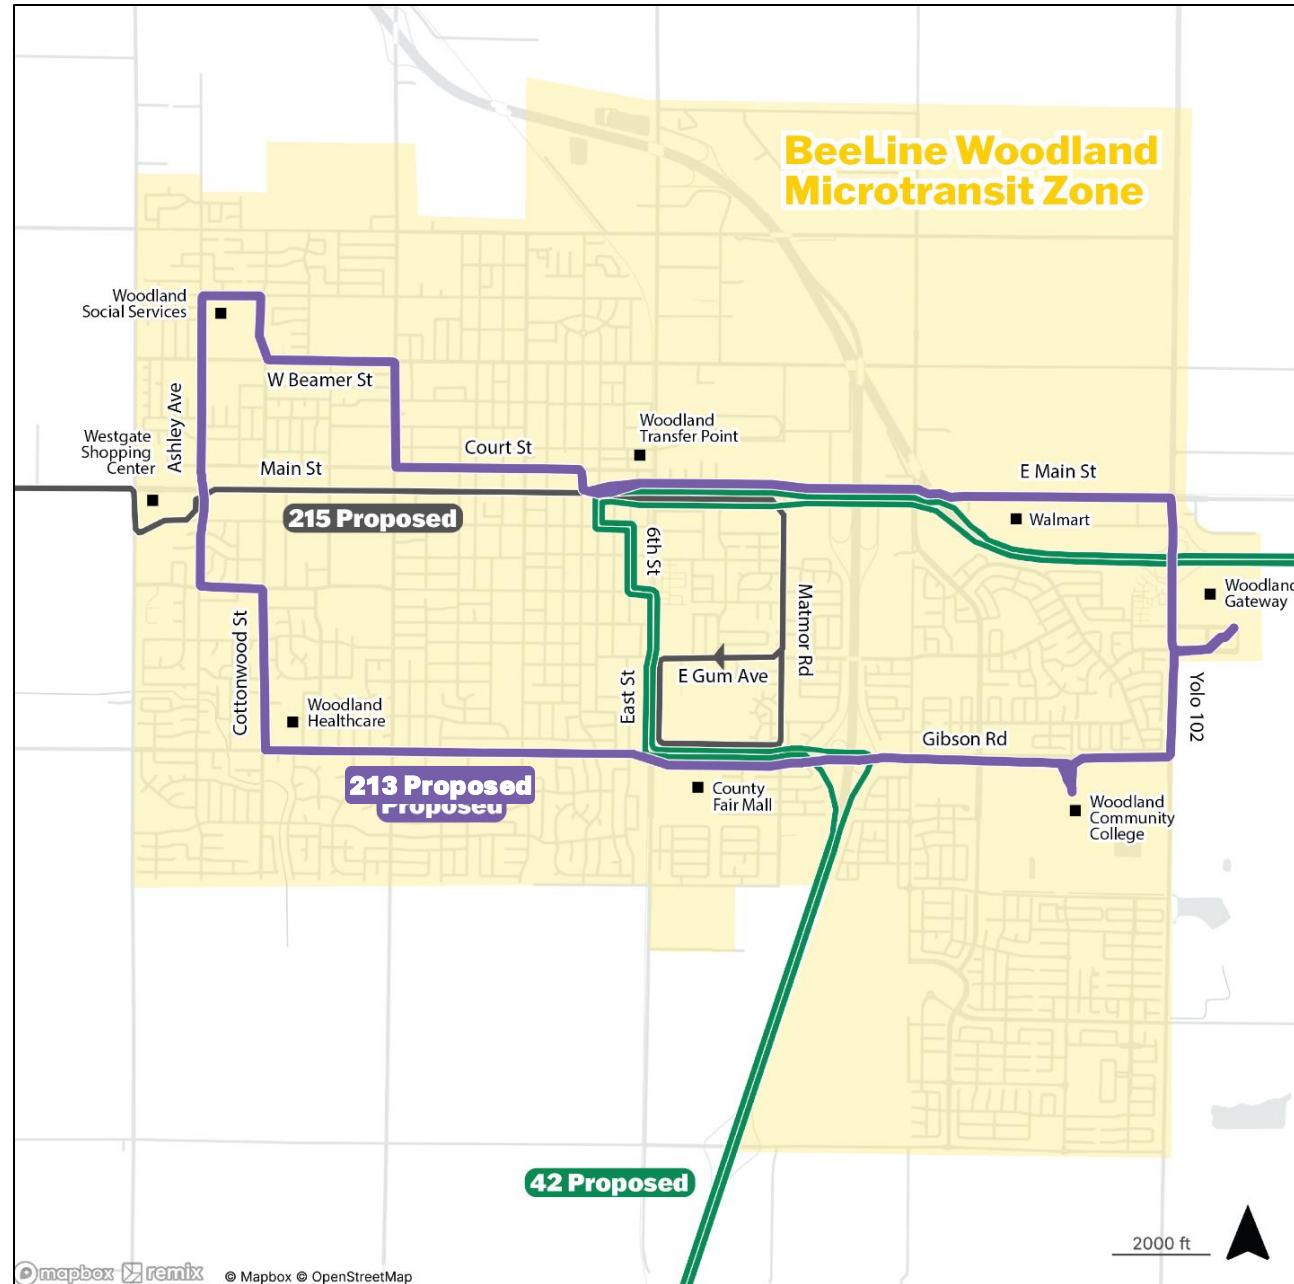 BeeLine Woodland
Microtransit Zone
Woodland
Social Services
W Beamer St
Ashley Ave
Westgate
Shopping
Center
Main St
Court St
Woodland
Transfer Point
E Main St
215 Proposed
Walmart
6th St
Matmor Rd
Woodland
Gateway
Cottonwood St
East St
E Gum Ave
Yolo 102
Woodland
Healthcare
Gibson Rd
213 Proposed
Proposed
County
Fair Mall
Woodland
Community
College
42 Proposed
2000 ft
mapbox remix © Mapbox © OpenStreetMap